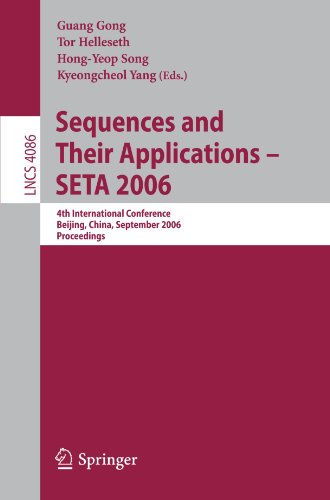 Guang Gong
Tor Helleseth
Hong-Yeop Song
Kyeongcheol Yang (Eds.)
LNCS 4086
Sequences and
Their Applications –
SETA 2006
4th International Conference
Beijing, China, September 2006
Proceedings
Springer